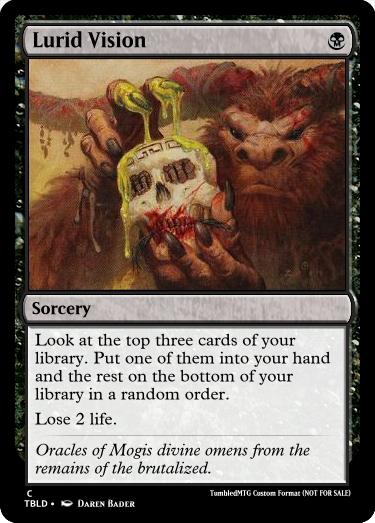 Lurid Vision
Sorcery
Look at the top three cards of your
library. Put one of them into your hand
and the rest on the bottom of your
library in a random order.
Lose 2 life.
Oracles of Mogis divine omens from the
remains of the brutalized.
C
TBLD • DAREN BADER
TumbledMTG Custom Format (NOT FOR SALE)